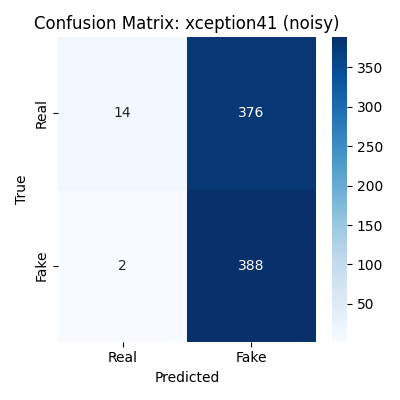 Confusion Matrix: xception41 (noisy)
True
Real
14
376
Fake
2
388
Real
Fake
Predicted
350
300
250
200
150
100
50